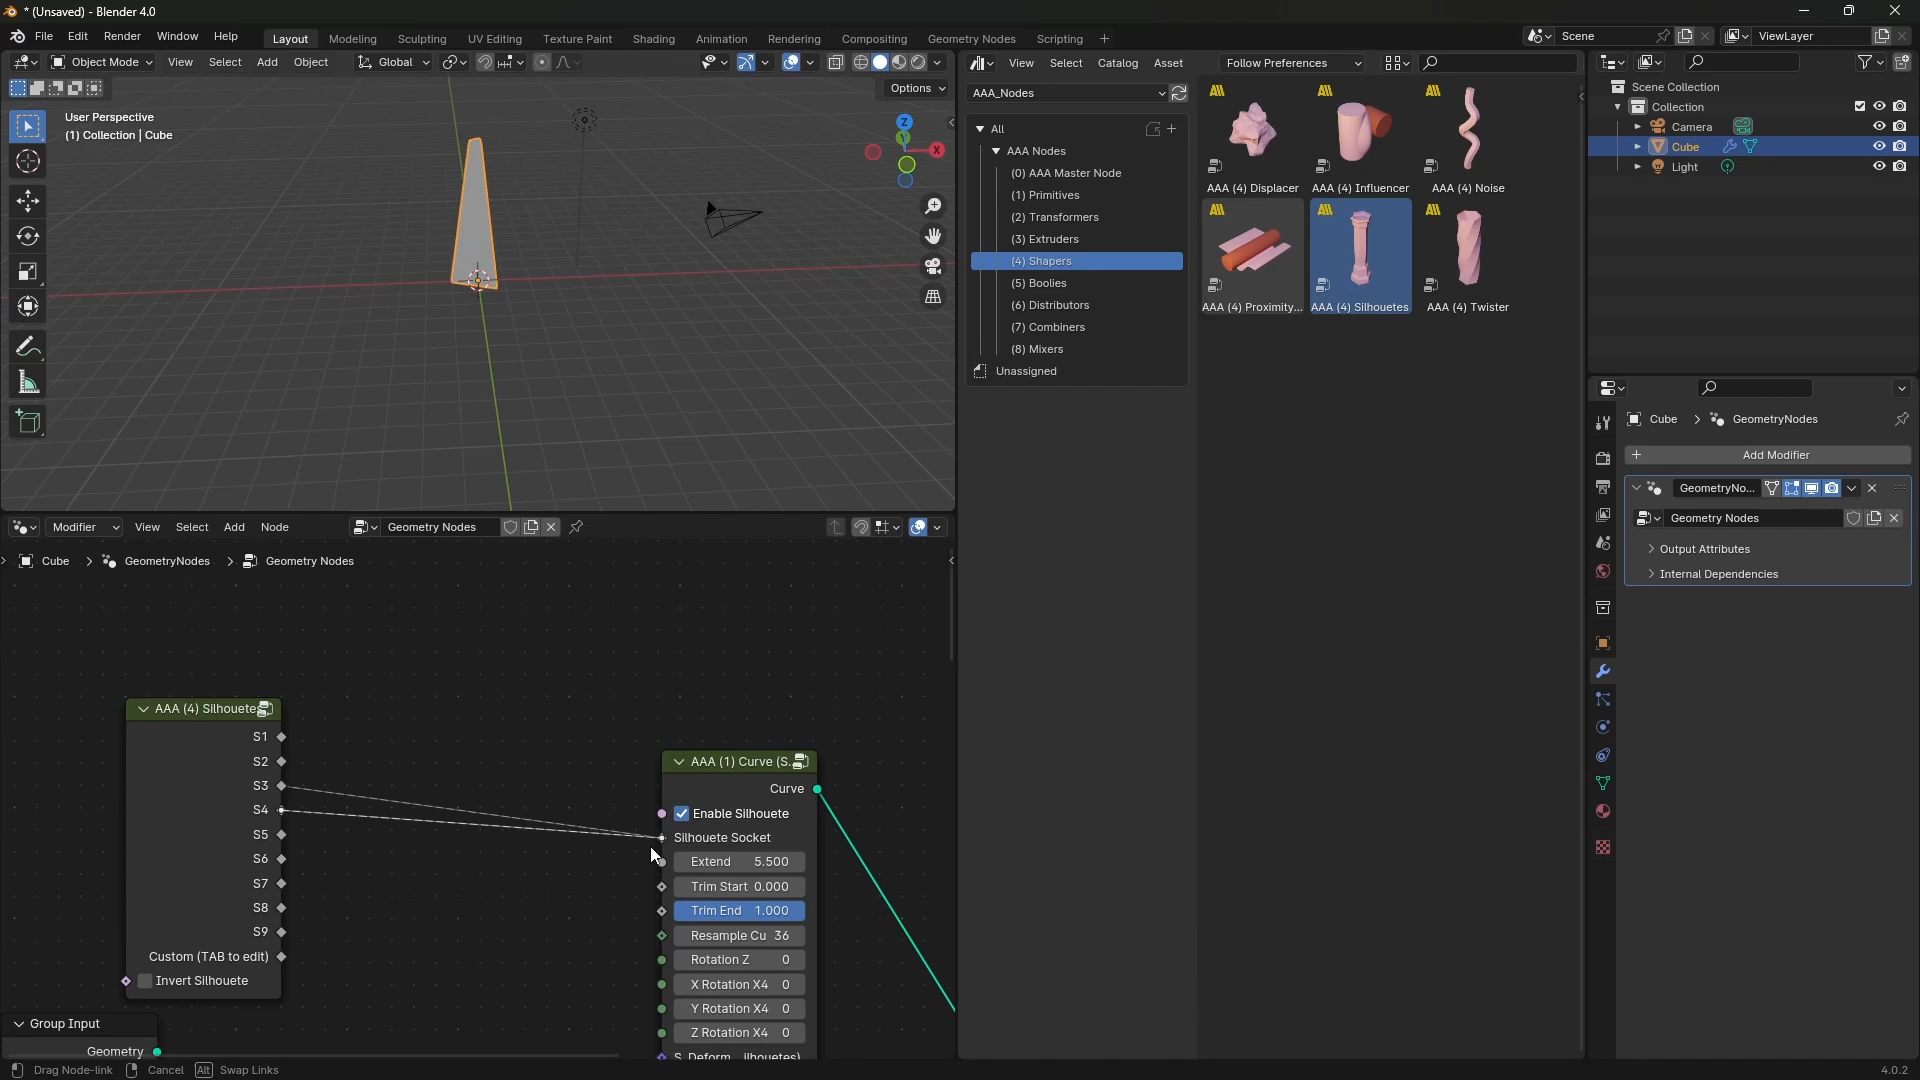 * (Unsaved) - Blender 4.0
File Edit Render Window Help
Layout Modeling Sculpting UV Editing Texture Paint Shading Animation Rendering Compositing Geometry Nodes Scripting +
Scene
ViewLayer
Object Mode View Select Add Object Global
Options
User Perspective
(1) Collection | Cube
Z
Y
X
View Select Catalog Asset Follow Preferences
AAA_Nodes
All
AAA Nodes
(0) AAA Master Node
(1) Primitives
(2) Transformers
(3) Extruders
(4) Shapers
(5) Boolies
(6) Distributors
(7) Combiners
(8) Mixers
Unassigned
AAA (4) Displacer AAA (4) Influencer AAA (4) Noise
AAA (4) Proximity... AAA (4) Silhouetes AAA (4) Twister
Scene Collection
Collection
Camera
Cube
Light
Cube > GeometryNodes
Add Modifier
GeometryNo...
Geometry Nodes
Output Attributes
Internal Dependencies
Modifier View Select Add Node Geometry Nodes
Cube > GeometryNodes > Geometry Nodes
AAA (4) Silhouetes
S1
S2
S3
S4
S5
S6
S7
S8
S9
Custom (TAB to edit)
Invert Silhouete
Group Input
Geometry
AAA (1) Curve (S...
Curve
Enable Silhouete
Silhouete Socket
Extend 5.500
Trim Start 0.000
Trim End 1.000
Resample Cu 36
Rotation Z 0
X Rotation X4 0
Y Rotation X4 0
Z Rotation X4 0
Drag Node-link Cancel Alt Swap Links
4.0.2